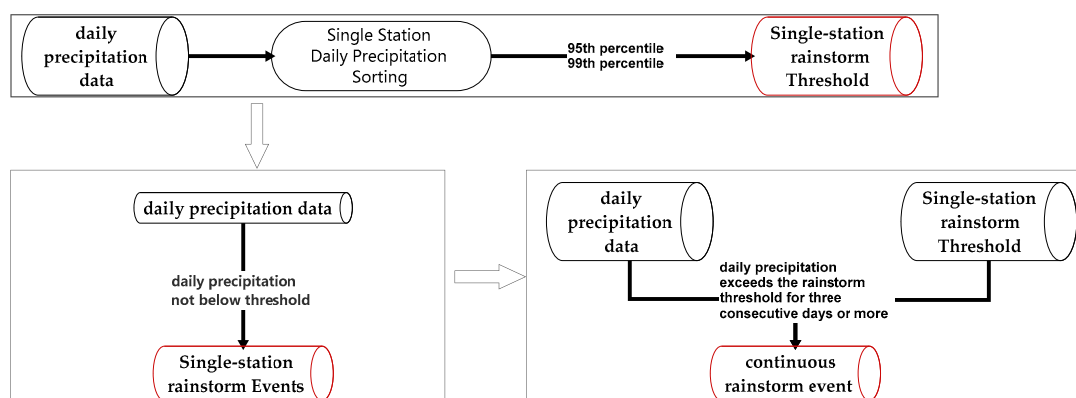 daily
precipitation
data
Single Station
Daily Precipitation
Sorting
95th percentile
99th percentile
Single-station
rainstorm
Threshold
daily precipitation data
daily precipitation
not below threshold
Single-station
rainstorm Events
daily
precipitation
data
Single-station
rainstorm
Threshold
daily precipitation
exceeds the rainstorm
threshold for three
consecutive days or more
continuous
rainstorm event